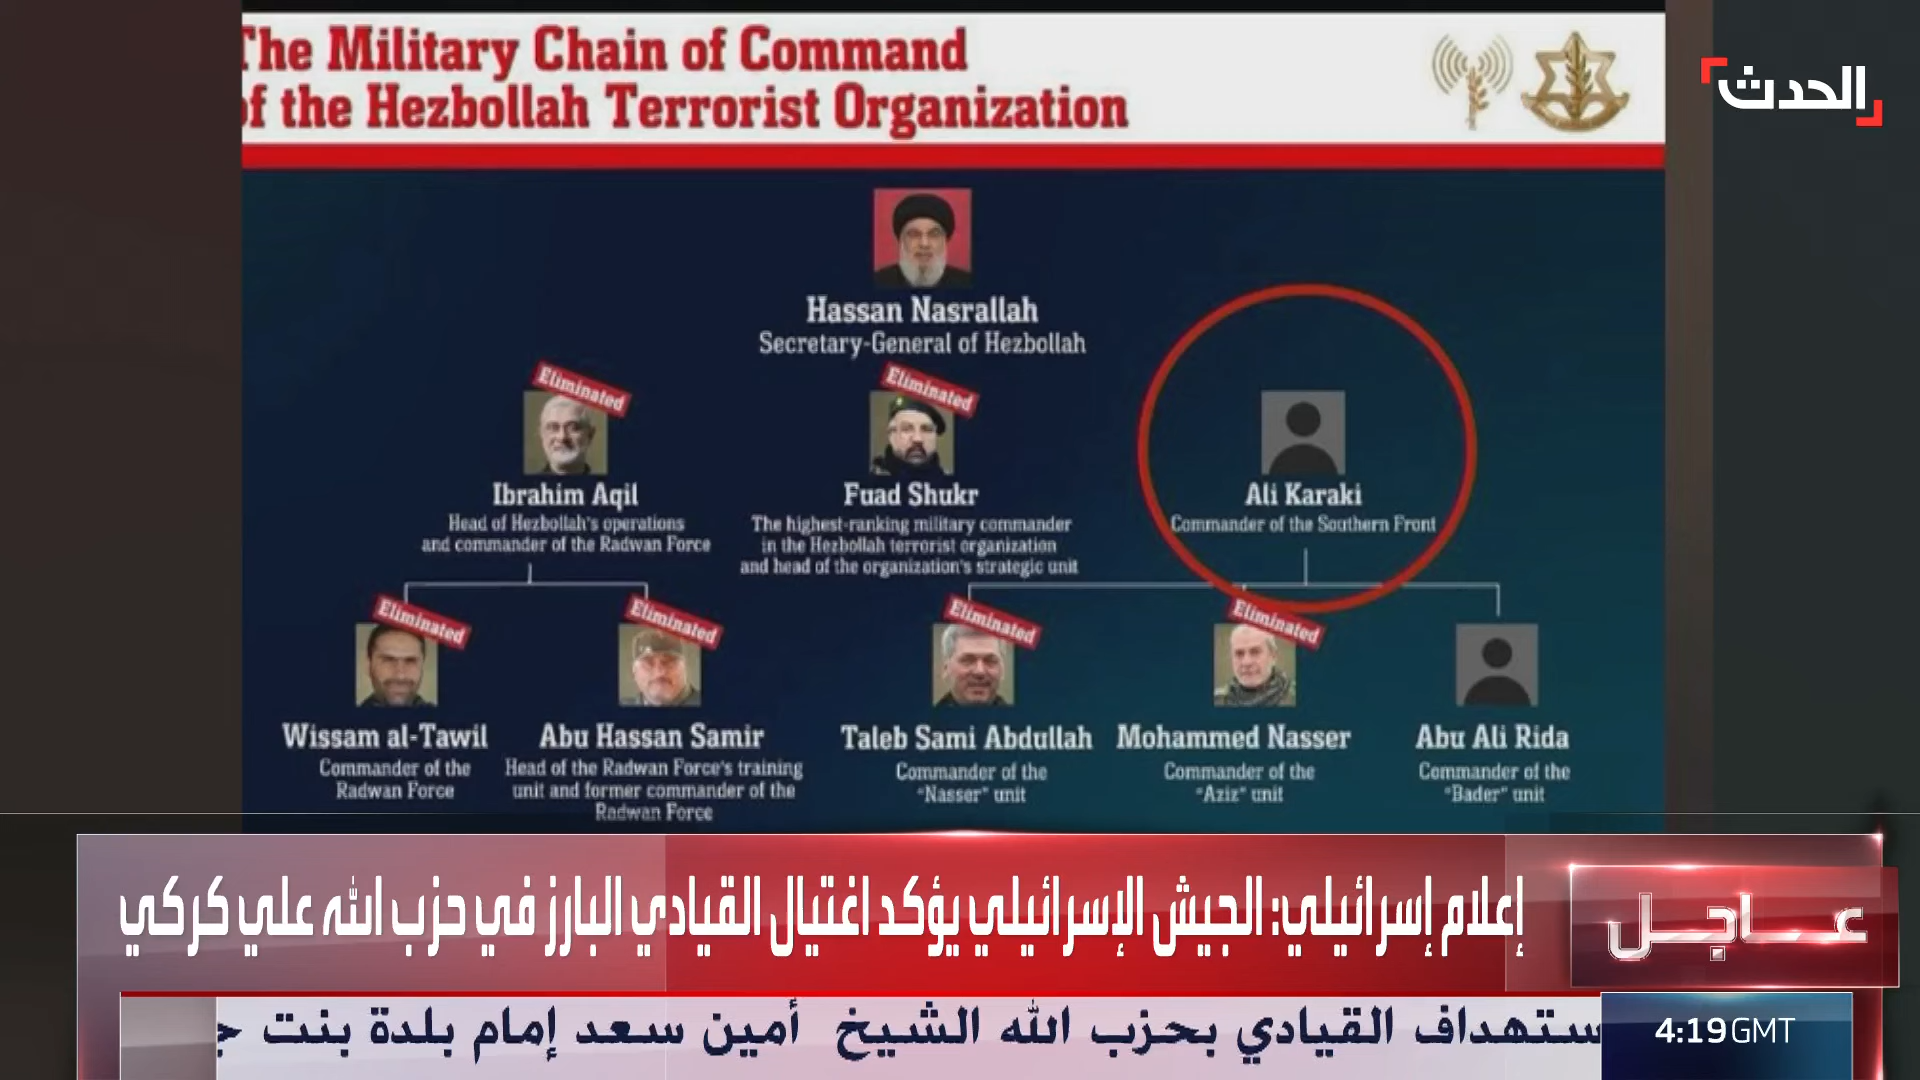 The Military Chain of Command
of the Hezbollah Terrorist Organization
الحدث
Hassan Nasrallah
Secretary-General of Hezbollah
Eliminated
Ibrahim Aqil
Head of Hezbollah's operations
and commander of the Radwan Force
Eliminated
Fuad Shukr
The highest-ranking military commander
in the Hezbollah terrorist organization
and head of the organization's strategic unit
Ali Karaki
Commander of the Southern Front
Eliminated
Wissam al-Tawil
Commander of the
Radwan Force
Eliminated
Abu Hassan Samir
Head of the Radwan Force's training
unit and former commander of the
Radwan Force
Eliminated
Taleb Sami Abdullah
Commander of the
"Nasser" unit
Eliminated
Mohammed Nasser
Commander of the
"Aziz" unit
Abu Ali Rida
Commander of the
"Bader" unit
عـــاجــل
إعلام إسرائيلي: الجيش الإسرائيلي يؤكد اغتيال القيادي البارز في حزب الله علي كركي
ستهداف القيادي بحزب الله الشيخ أمين سعد إمام بلدة بنت
4:19 GMT